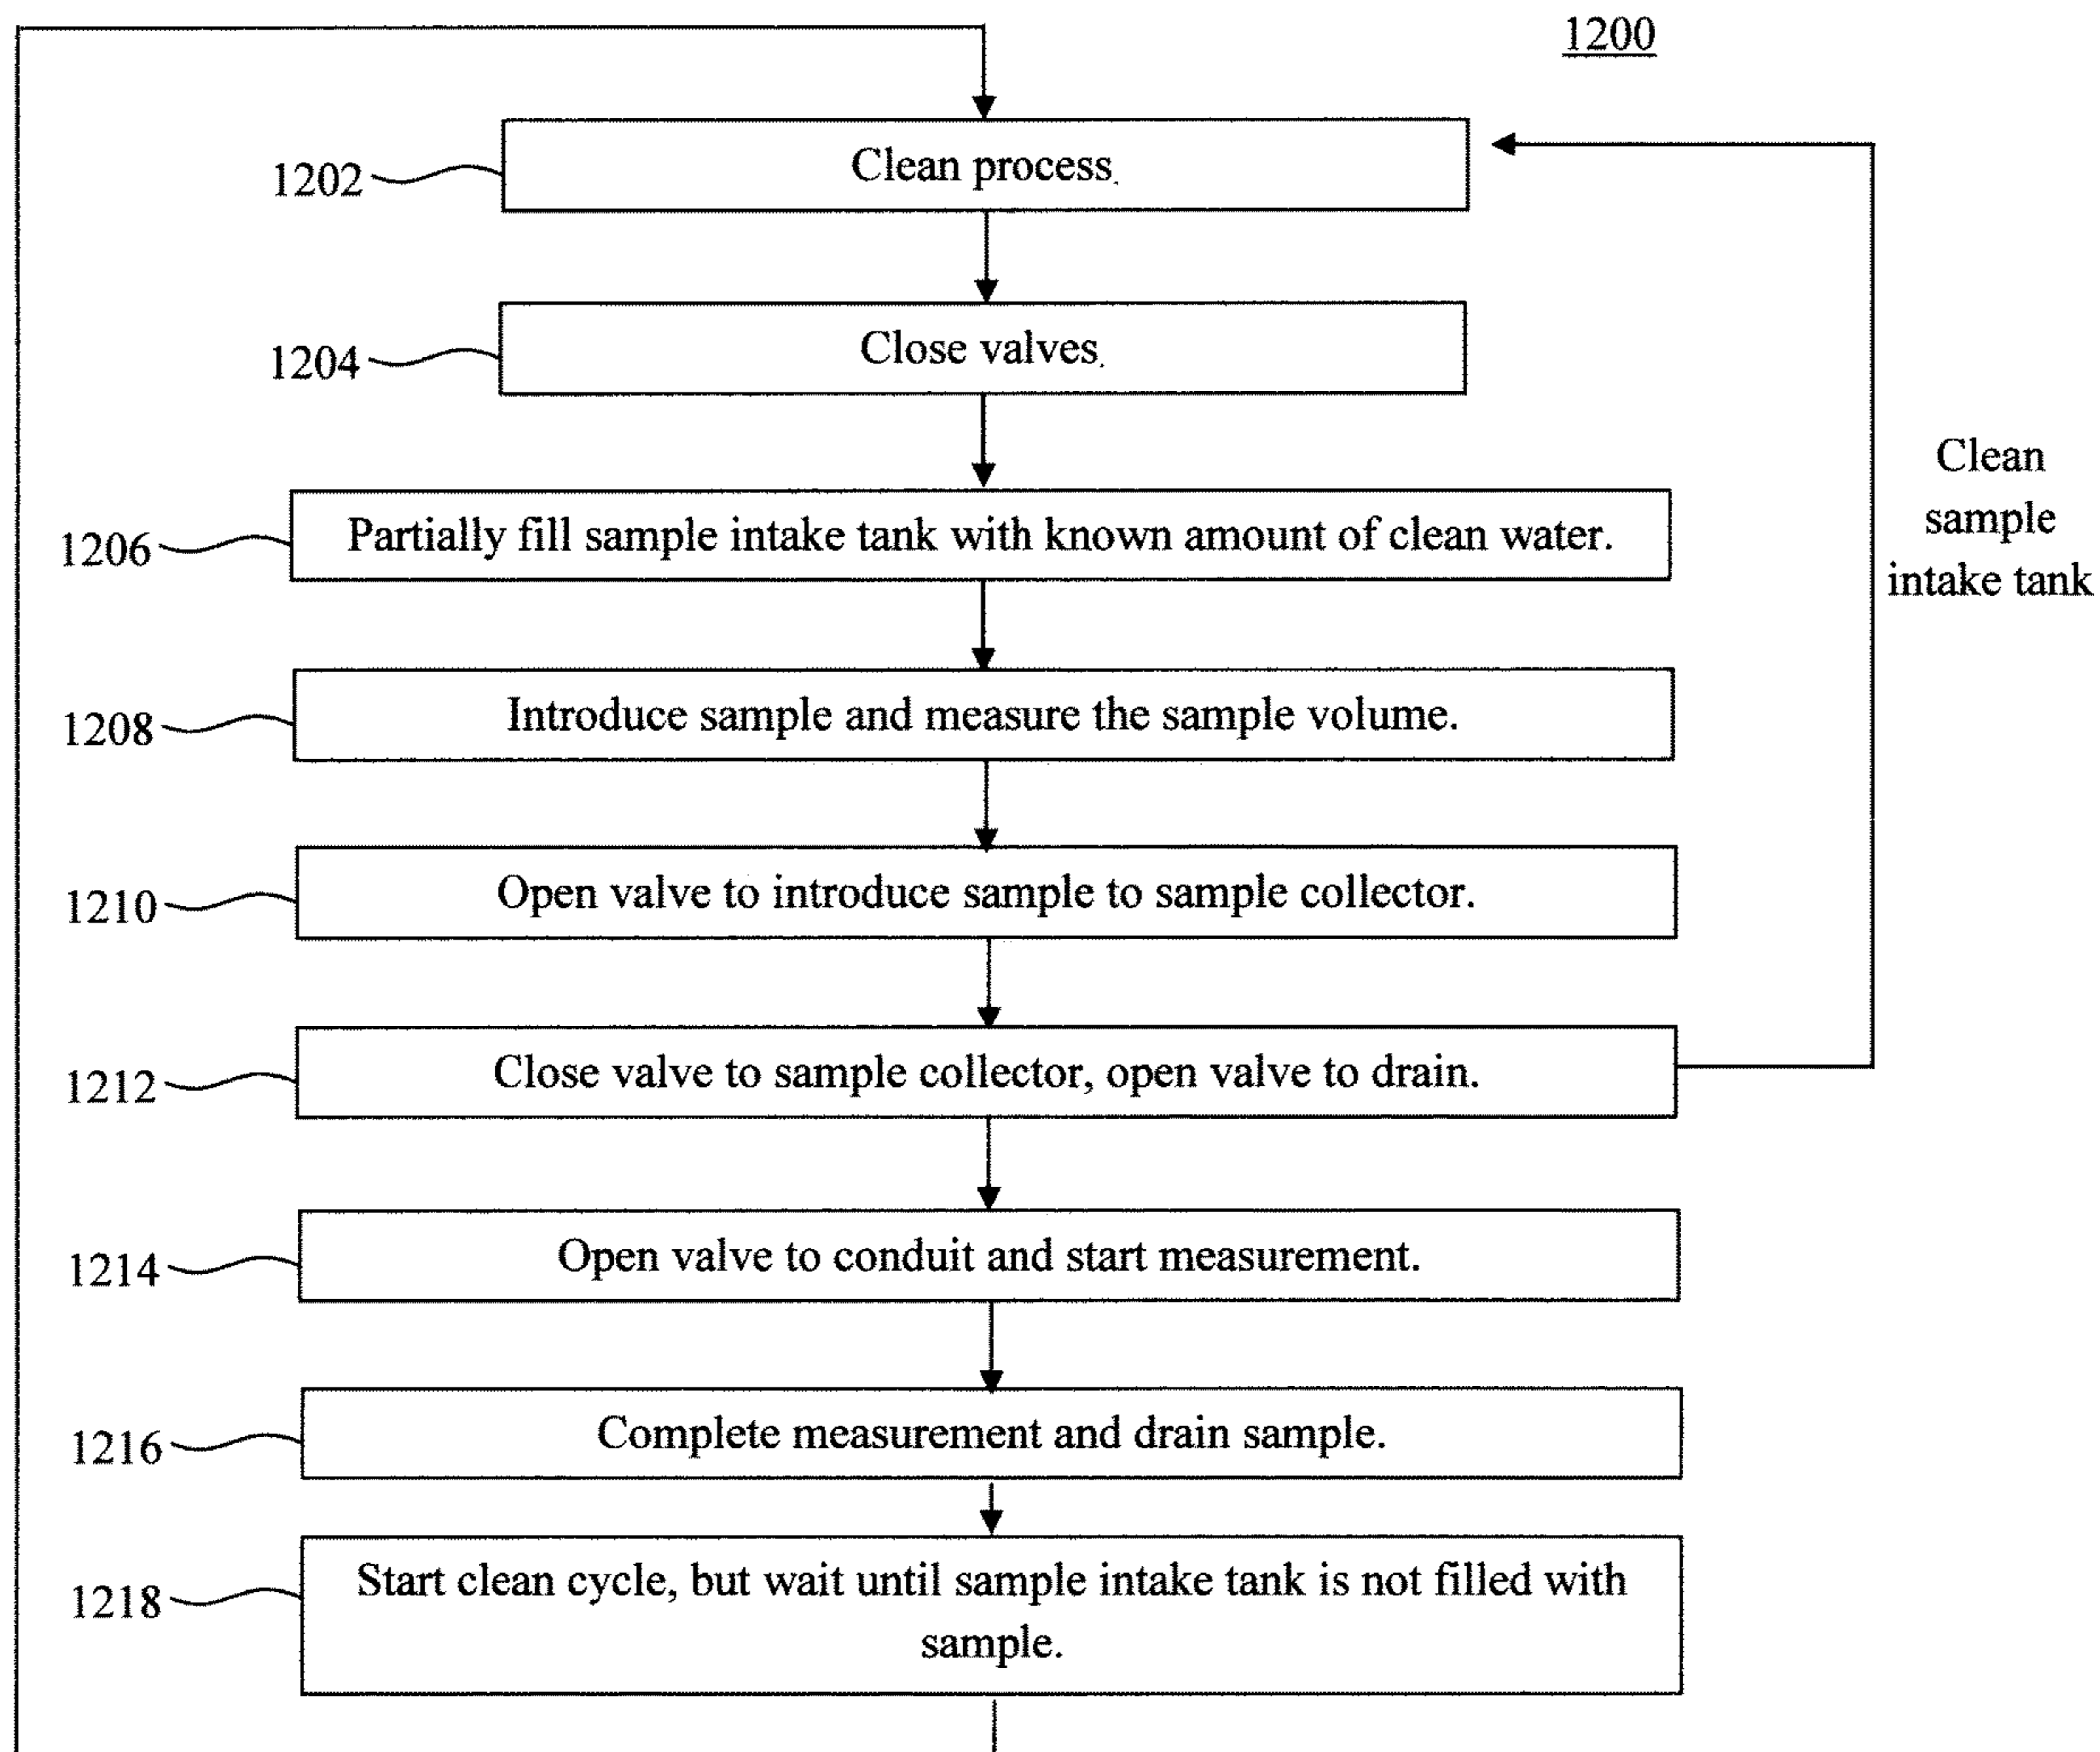 1200
1202
Clean process.
1204
Close valves.
1206
Partially fill sample intake tank with known amount of clean water.
Clean
sample
intake tank
1208
Introduce sample and measure the sample volume.
1210
Open valve to introduce sample to sample collector.
1212
Close valve to sample collector, open valve to drain.
1214
Open valve to conduit and start measurement.
1216
Complete measurement and drain sample.
1218
Start clean cycle, but wait until sample intake tank is not filled with
sample.